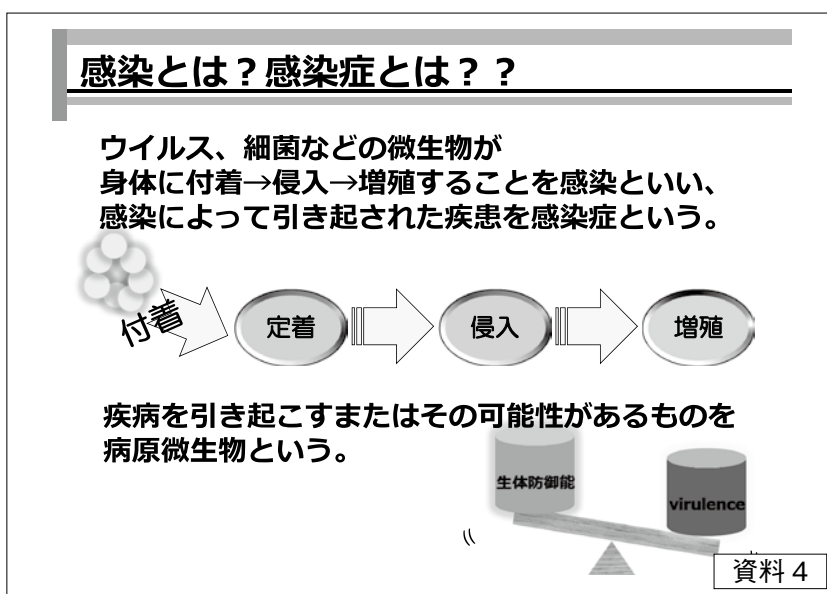 感染とは?感染症とは??
ウイルス、細菌などの微生物が
身体に付着→侵入→増殖することを感染といい、
感染によって引き起された疾患を感染症という。
付着
定着
侵入
増殖
疾病を引き起こすまたはその可能性があるものを
病原微生物という。
生体防御能
virulence
資料4